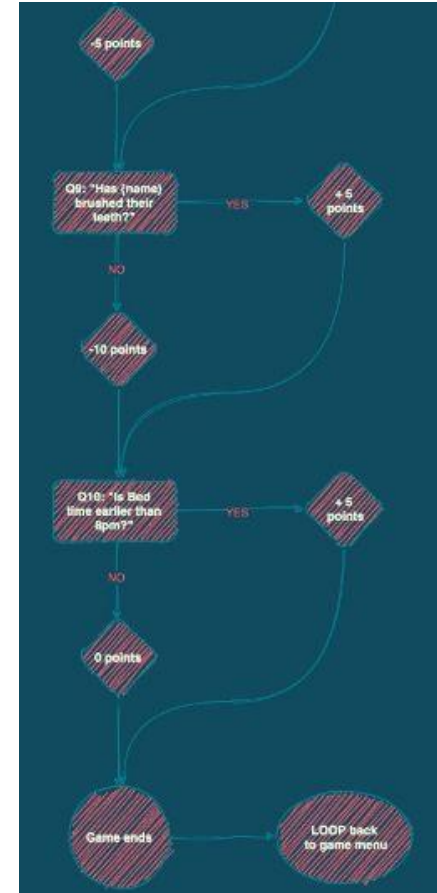 -5 points
Q9: "Has {name}
brushed their
teeth?"
YES
+ 5
points
NO
-10 points
Q10: "Is Bed
time earlier than
8pm?"
YES
+ 5
points
NO
0 points
Game ends
LOOP back
to game menu